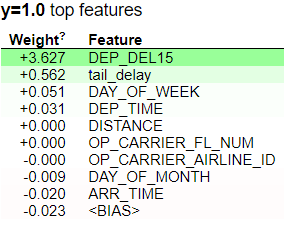 y=1.0 top features
Weight? Feature
+3.627 DEP_DEL15
+0.562 tail_delay
+0.051 DAY_OF_WEEK
+0.031 DEP_TIME
+0.000 DISTANCE
+0.000 OP_CARRIER_FL_NUM
-0.000 OP_CARRIER_AIRLINE_ID
-0.009 DAY_OF_MONTH
-0.020 ARR_TIME
-0.023 <BIAS>